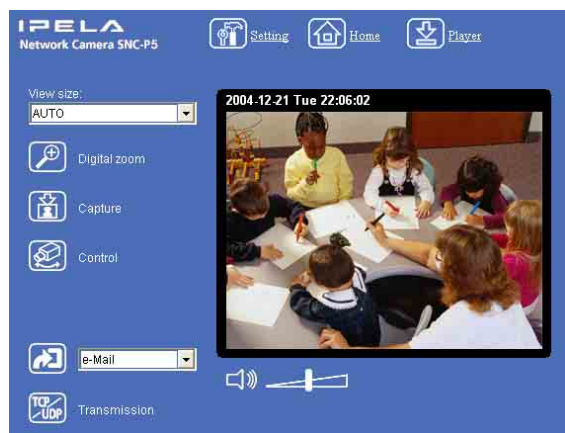 IPELA
Network Camera SNC-P5
Setting
Home
Player
View size:
AUTO
2004-12-21 Tue 22:06:02
Digital zoom
Capture
Control
e-Mail
TCP/UDP
Transmission